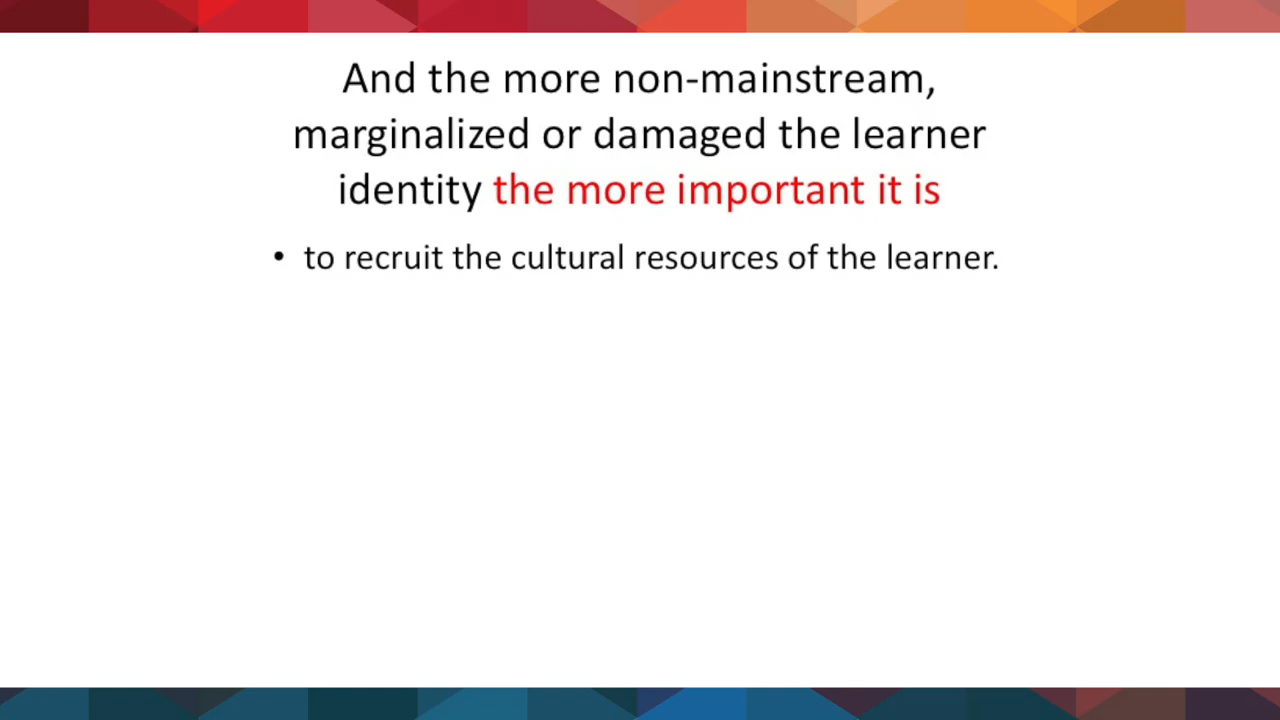 And the more non-mainstream,
marginalized or damaged the learner
identity the more important it is
• to recruit the cultural resources of the learner.